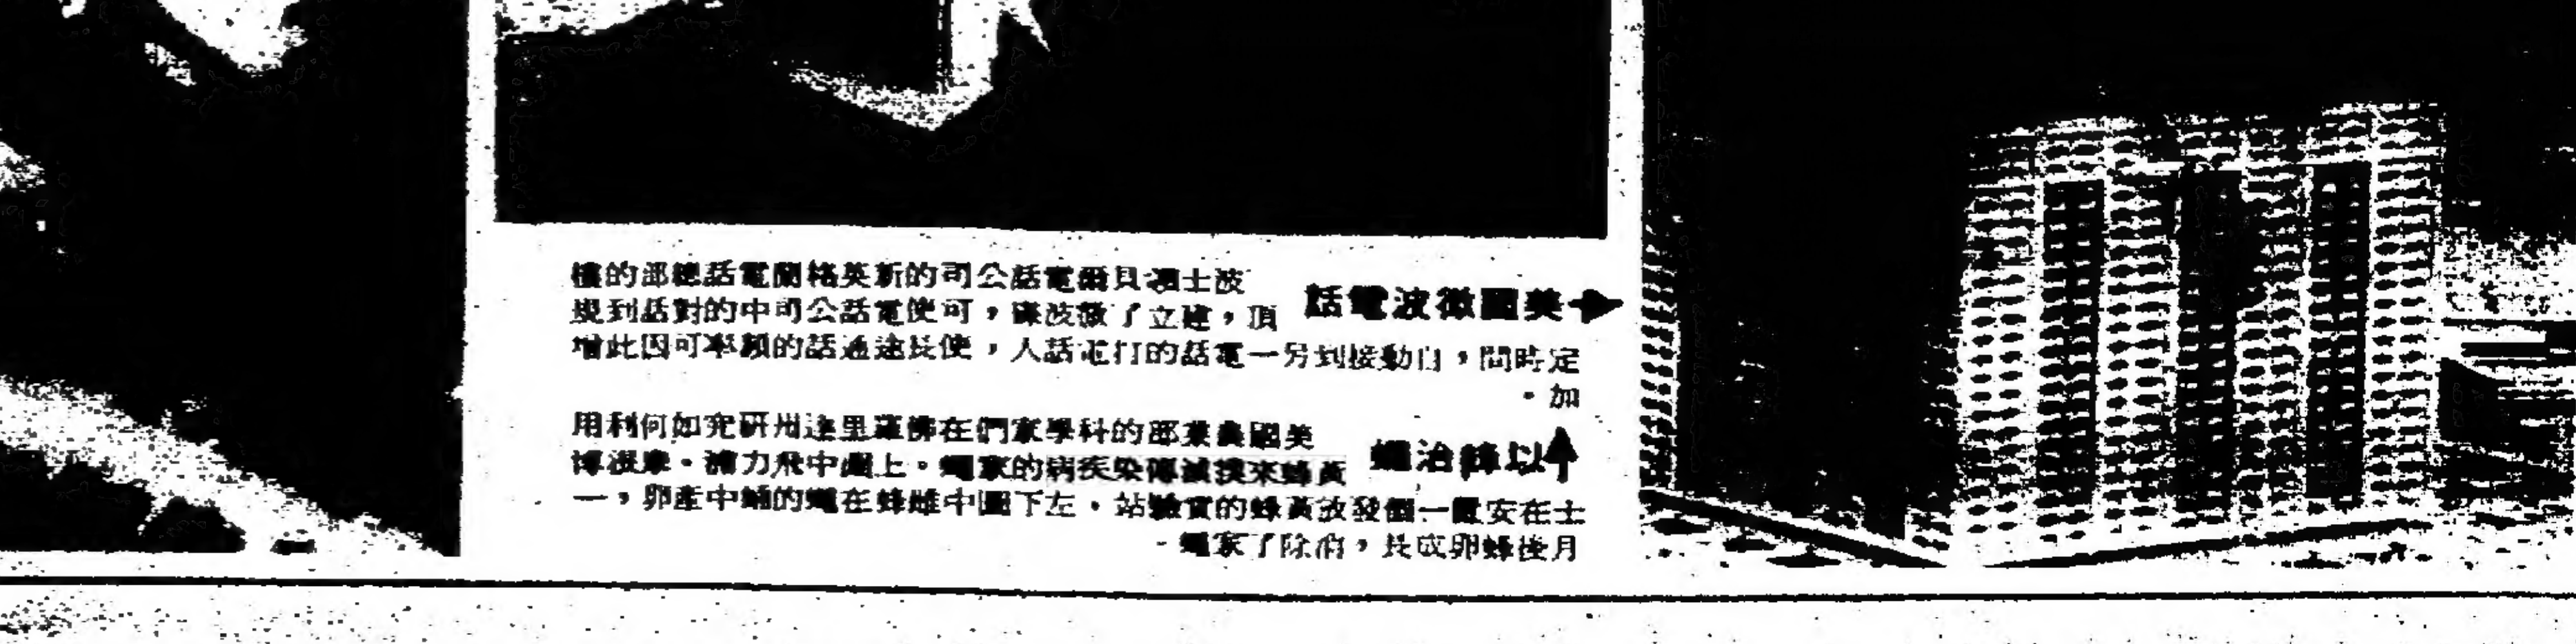 美國微波電話
波士頓貝爾電話公司的新英格蘭電話總部的樓
頂，建立了微波碟，可使電話公司中的對話到規
定時間，自動接到另一電話的打電話人，使長途通話的頻率可因此增
加。
以蜂治蠅
美國農業部的科學家們在佛羅里達州研究如何利用
黃蜂來撲滅傳染疾病的家蠅。上圖中飛力浦·摩
士在安置一個發放黃蜂的實驗站。左下圖中雌蜂在蠅的蛹中產卵，一
月後蜂卵成長，消除了家蠅。